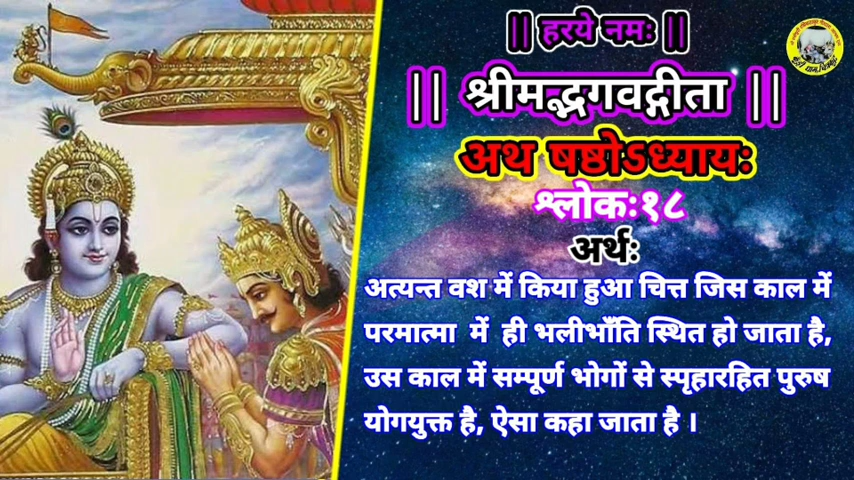 || हरये नमः ||
|| श्रीमद्भगवद्गीता ||
अथ षष्ठोऽध्यायः
श्लोकः१८
अर्थः
अत्यन्त वश में किया हुआ चित्त जिस काल में
परमात्मा में ही भलीभाँति स्थित हो जाता है,
उस काल में सम्पूर्ण भोगों से स्पृहारहित पुरुष
योगयुक्त है, ऐसा कहा जाता है ।